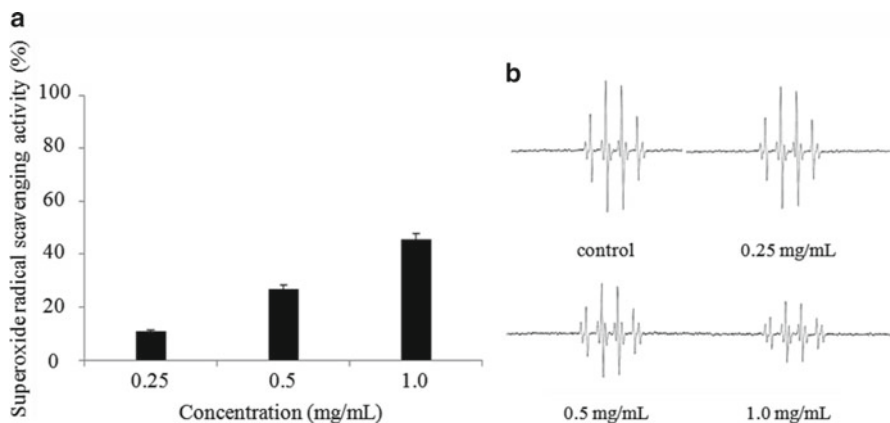 a
Superoxide radical scavenging activity (%)
100
80
60
40
20
0
0.25 0.5 1.0
Concentration (mg/mL)
b
control 0.25 mg/mL
0.5 mg/mL 1.0 mg/mL